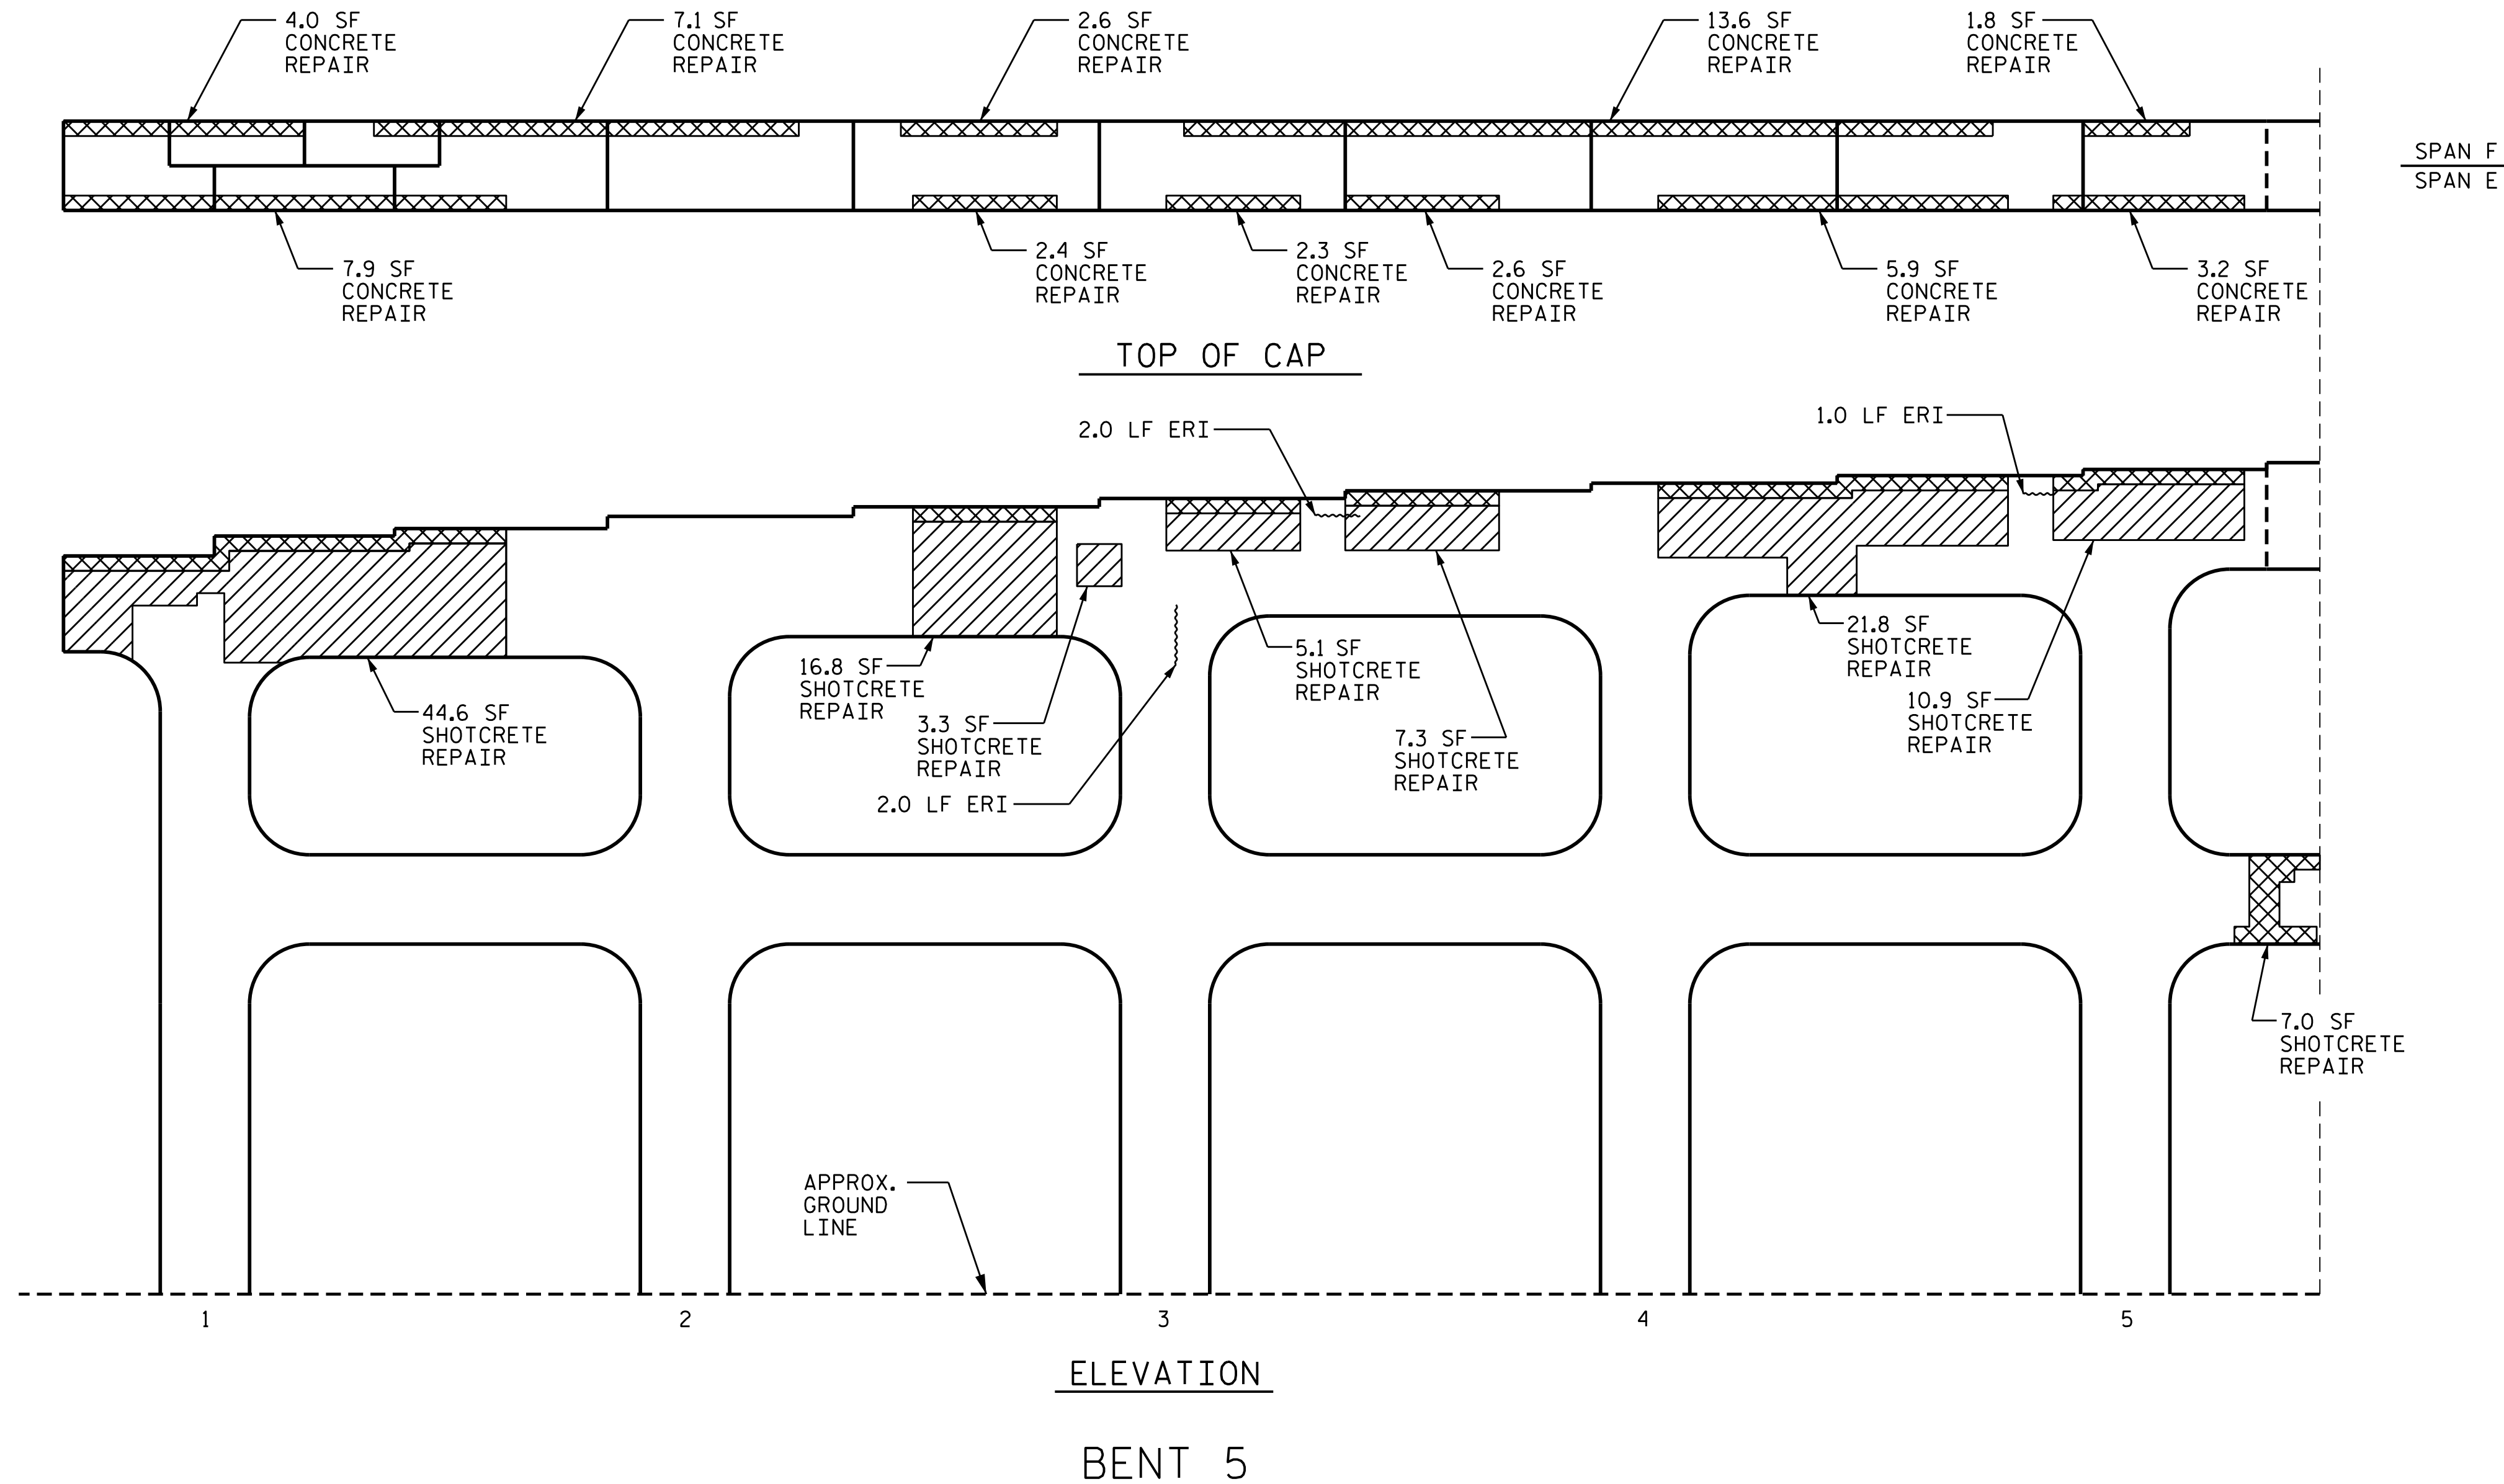 4.0 SF
CONCRETE
REPAIR
7.1 SF
CONCRETE
REPAIR
2.6 SF
CONCRETE
REPAIR
13.6 SF
CONCRETE
REPAIR
1.8 SF
CONCRETE
REPAIR
SPAN F
SPAN E
7.9 SF
CONCRETE
REPAIR
2.4 SF
CONCRETE
REPAIR
2.3 SF
CONCRETE
REPAIR
2.6 SF
CONCRETE
REPAIR
5.9 SF
CONCRETE
REPAIR
3.2 SF
CONCRETE
REPAIR
TOP OF CAP
2.0 LF ERI
1.0 LF ERI
44.6 SF
SHOTCRETE
REPAIR
16.8 SF
SHOTCRETE
REPAIR
3.3 SF
SHOTCRETE
REPAIR
2.0 LF ERI
5.1 SF
SHOTCRETE
REPAIR
7.3 SF
SHOTCRETE
REPAIR
21.8 SF
SHOTCRETE
REPAIR
10.9 SF
SHOTCRETE
REPAIR
7.0 SF
SHOTCRETE
REPAIR
APPROX.
GROUND
LINE
1
2
3
4
5
ELEVATION
BENT 5